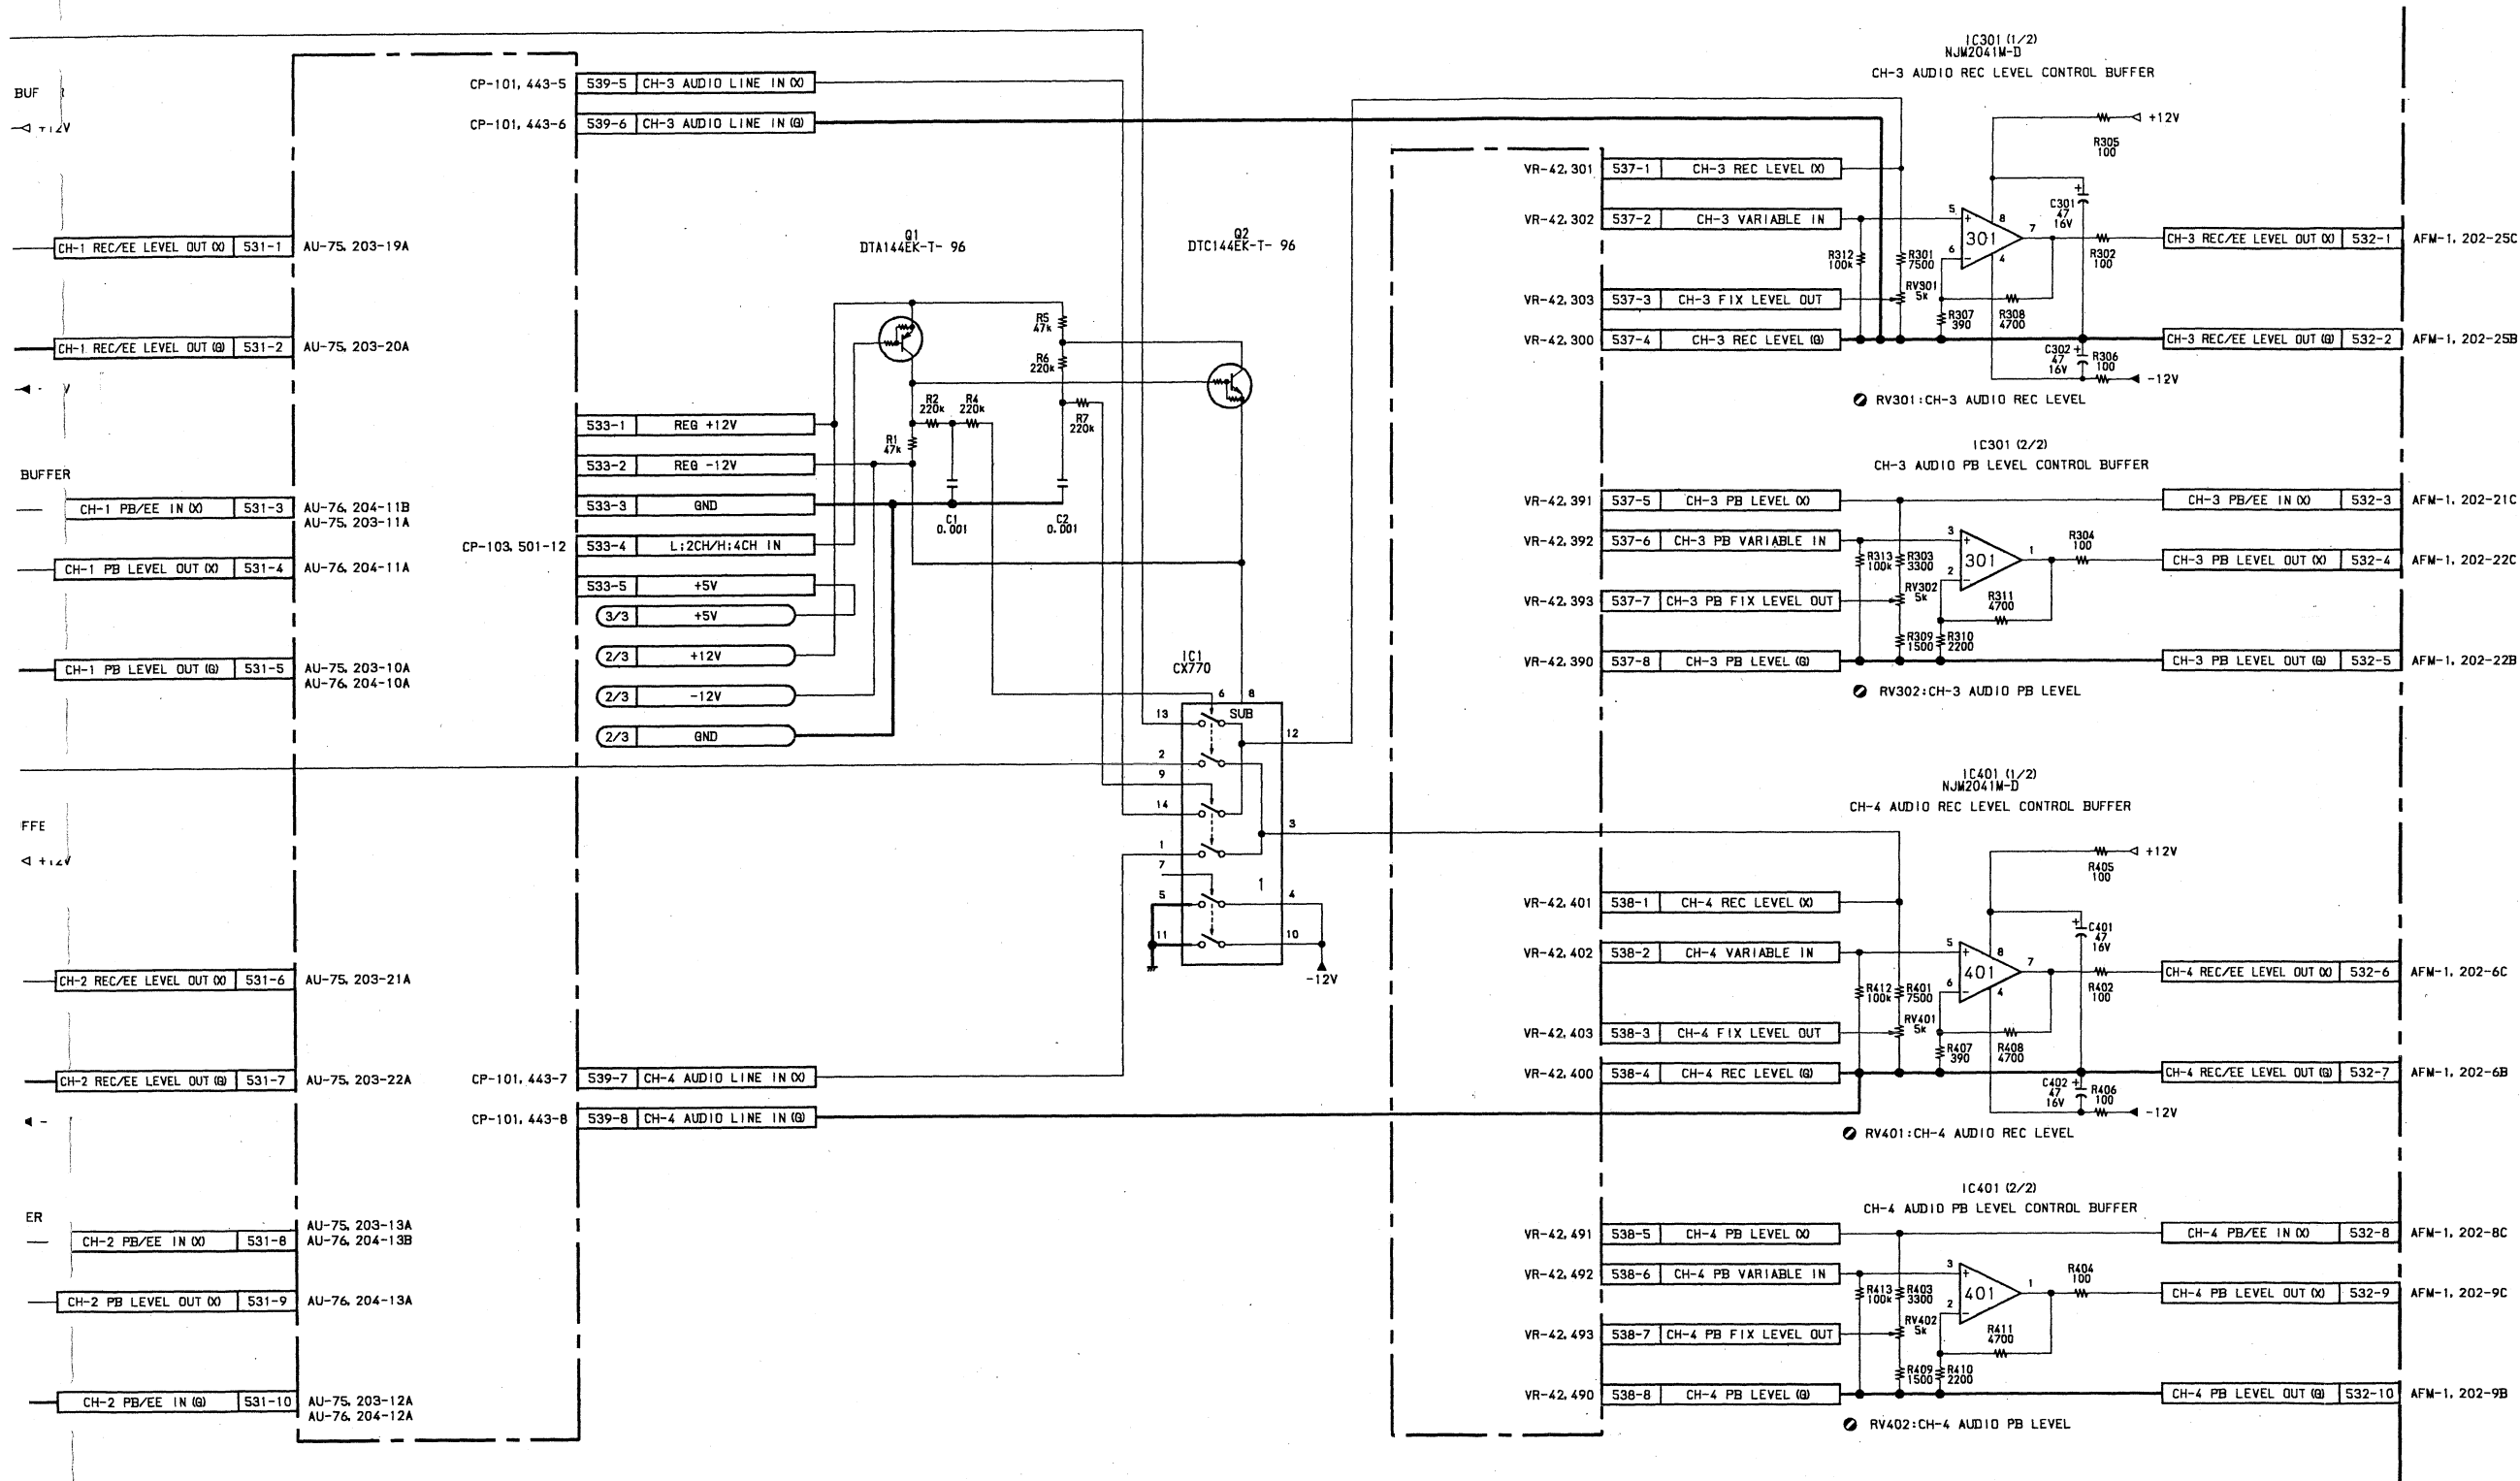 BUF
+12V
CH-1 REC/EE LEVEL OUT (X) 531-1 AU-75, 203-19A
CH-1 REC/EE LEVEL OUT (G) 531-2 AU-75, 203-20A
V
BUFFER
CH-1 PB/EE IN (X) 531-3 AU-76, 204-11B
AU-75, 203-11A
CH-1 PB LEVEL OUT (X) 531-4 AU-76, 204-11A
CH-1 PB LEVEL OUT (G) 531-5 AU-75, 203-10A
AU-76, 204-10A
FFE
+12V
CH-2 REC/EE LEVEL OUT (X) 531-6 AU-75, 203-21A
CH-2 REC/EE LEVEL OUT (G) 531-7 AU-75, 203-22A
-
ER
AU-75, 203-13A
CH-2 PB/EE IN (X) 531-8 AU-76, 204-13B
CH-2 PB LEVEL OUT (X) 531-9 AU-76, 204-13A
CH-2 PB/EE IN (G) 531-10 AU-75, 203-12A
AU-76, 204-12A
CP-101, 443-5 539-5 CH-3 AUDIO LINE IN (X)
CP-101, 443-6 539-6 CH-3 AUDIO LINE IN (G)
Q1
DTA144EK-T- 96
Q2
DTC144EK-T- 96
R5
47k
R6
220k
R2
220k
R4
220k
R7
220k
R1
47k
533-1 REG +12V
533-2 REG -12V
533-3 GND
C1
0.001
C2
0.001
CP-103, 501-12 533-4 L:2CH/H:4CH IN
533-5 +5V
3/3 +5V
2/3 +12V
2/3 -12V
2/3 GND
IC1
CX770
6 8
13 SUB
12
2
9
14
3
1
7
1
5 4
11 10
-12V
CP-101, 443-7 539-7 CH-4 AUDIO LINE IN (X)
CP-101, 443-8 539-8 CH-4 AUDIO LINE IN (G)
IC301 (1/2)
NJM2041M-D
CH-3 AUDIO REC LEVEL CONTROL BUFFER
+12V
R305
100
VR-42, 301 537-1 CH-3 REC LEVEL (X)
VR-42, 302 537-2 CH-3 VARIABLE IN
5 + 8
301 7
6 - 4
+
C301
47
16V
R302
100
CH-3 REC/EE LEVEL OUT (X) 532-1 AFM-1, 202-25C
R312
100k
R301
7500
RV301
5k
VR-42, 303 537-3 CH-3 FIX LEVEL OUT
R307
390
R308
4700
VR-42, 300 537-4 CH-3 REC LEVEL (G)
CH-3 REC/EE LEVEL OUT (G) 532-2 AFM-1, 202-25B
C302 +
47
16V
R306
100
-12V
RV301:CH-3 AUDIO REC LEVEL
IC301 (2/2)
CH-3 AUDIO PB LEVEL CONTROL BUFFER
VR-42, 391 537-5 CH-3 PB LEVEL (X)
CH-3 PB/EE IN (X) 532-3 AFM-1, 202-21C
VR-42, 392 537-6 CH-3 PB VARIABLE IN
3 +
301 1
2 -
R304
100
CH-3 PB LEVEL OUT (X) 532-4 AFM-1, 202-22C
R313
100k
R303
3300
RV302
5k
VR-42, 393 537-7 CH-3 PB FIX LEVEL OUT
R311
4700
R309
1500
R310
2200
VR-42, 390 537-8 CH-3 PB LEVEL (G)
CH-3 PB LEVEL OUT (G) 532-5 AFM-1, 202-22B
RV302:CH-3 AUDIO PB LEVEL
IC401 (1/2)
NJM2041M-D
CH-4 AUDIO REC LEVEL CONTROL BUFFER
+12V
R405
100
VR-42, 401 538-1 CH-4 REC LEVEL (X)
VR-42, 402 538-2 CH-4 VARIABLE IN
5 + 8
401 7
6 - 4
+
C401
47
16V
R402
100
CH-4 REC/EE LEVEL OUT (X) 532-6 AFM-1, 202-6C
R412
100k
R401
7500
RV401
5k
VR-42, 403 538-3 CH-4 FIX LEVEL OUT
R407
390
R408
4700
VR-42, 400 538-4 CH-4 REC LEVEL (G)
CH-4 REC/EE LEVEL OUT (G) 532-7 AFM-1, 202-6B
C402 +
47
16V
R406
100
-12V
RV401:CH-4 AUDIO REC LEVEL
IC401 (2/2)
CH-4 AUDIO PB LEVEL CONTROL BUFFER
VR-42, 491 538-5 CH-4 PB LEVEL (X)
CH-4 PB/EE IN (X) 532-8 AFM-1, 202-8C
VR-42, 492 538-6 CH-4 PB VARIABLE IN
3 +
401 1
2 -
R404
100
CH-4 PB LEVEL OUT (X) 532-9 AFM-1, 202-9C
R413
100k
R403
3300
RV402
5k
VR-42, 493 538-7 CH-4 PB FIX LEVEL OUT
R411
4700
R409
1500
R410
2200
VR-42, 490 538-8 CH-4 PB LEVEL (G)
CH-4 PB LEVEL OUT (G) 532-10 AFM-1, 202-9B
RV402:CH-4 AUDIO PB LEVEL